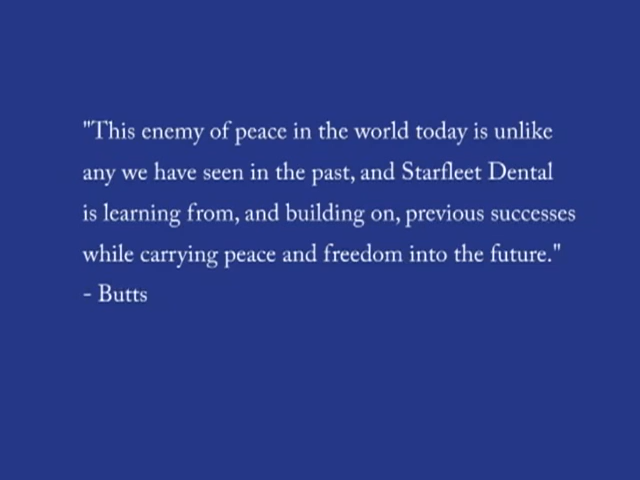 "This enemy of peace in the world today is unlike
any we have seen in the past, and Starfleet Dental
is learning from, and building on, previous successes
while carrying peace and freedom into the future."
- Butts